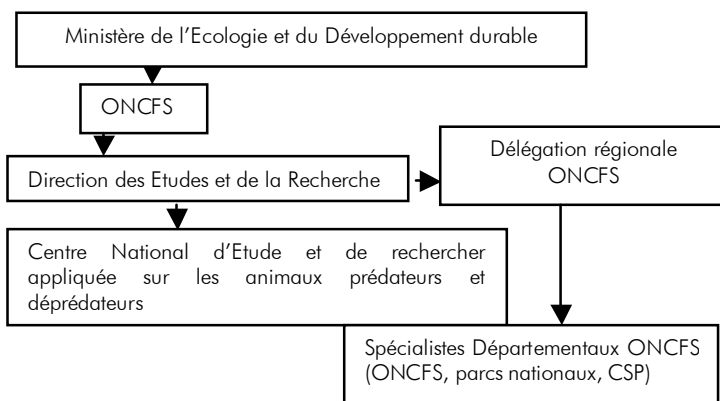 Ministère de l'Ecologie et du Développement durable
ONCFS
Direction des Etudes et de la Recherche
Délégation régionale
ONCFS
Centre National d'Etude et de rechercher
appliquée sur les animaux prédateurs et
déprédateurs
Spécialistes Départementaux ONCFS
(ONCFS, parcs nationaux, CSP)